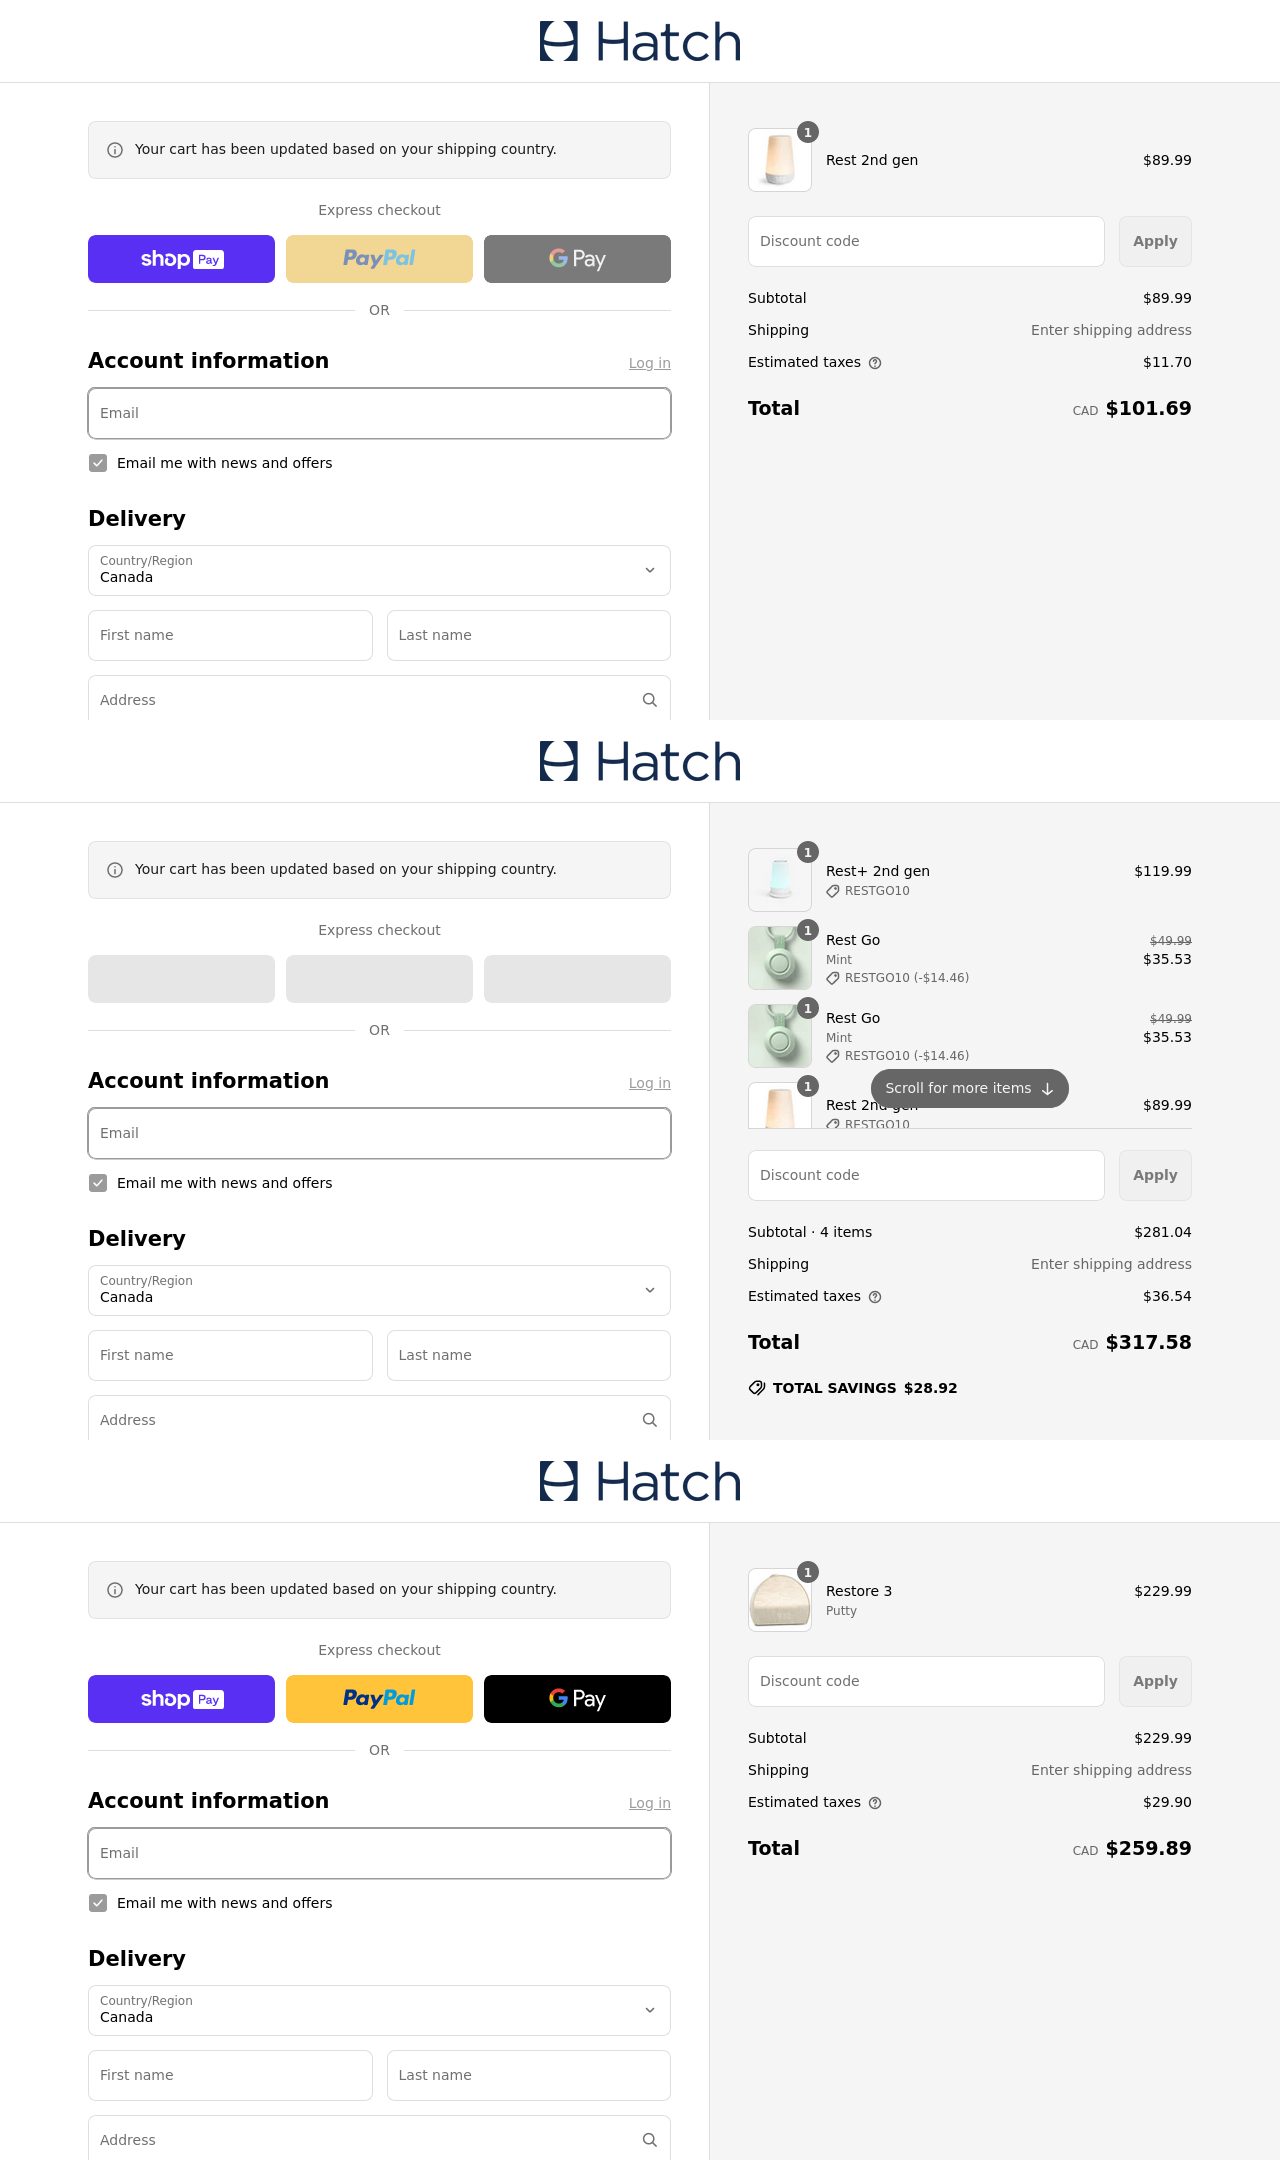 Hatch
Your cart has been updated based on your shipping country.
Express checkout
shop Pay
PayPal
G Pay
OR
Account information
Log in
Email
Email me with news and offers
Delivery
Country/Region
Canada
First name
Last name
Address
1
Rest 2nd gen
$89.99
Discount code
Apply
Subtotal
$89.99
Shipping
Enter shipping address
Estimated taxes
$11.70
Total
CAD $101.69
Hatch
Your cart has been updated based on your shipping country.
Express checkout
OR
Account information
Log in
Email
Email me with news and offers
Delivery
Country/Region
Canada
First name
Last name
Address
1
Rest+ 2nd gen
RESTGO10
$119.99
1
Rest Go
Mint
RESTGO10 (-$14.46)
$49.99
$35.53
1
Rest Go
Mint
RESTGO10 (-$14.46)
$49.99
$35.53
Scroll for more items
1
Rest 2nd gen
RESTGO10
$89.99
Discount code
Apply
Subtotal · 4 items
$281.04
Shipping
Enter shipping address
Estimated taxes
$36.54
Total
CAD $317.58
TOTAL SAVINGS $28.92
Hatch
Your cart has been updated based on your shipping country.
Express checkout
shop Pay
PayPal
G Pay
OR
Account information
Log in
Email
Email me with news and offers
Delivery
Country/Region
Canada
First name
Last name
Address
1
Restore 3
Putty
$229.99
Discount code
Apply
Subtotal
$229.99
Shipping
Enter shipping address
Estimated taxes
$29.90
Total
CAD $259.89